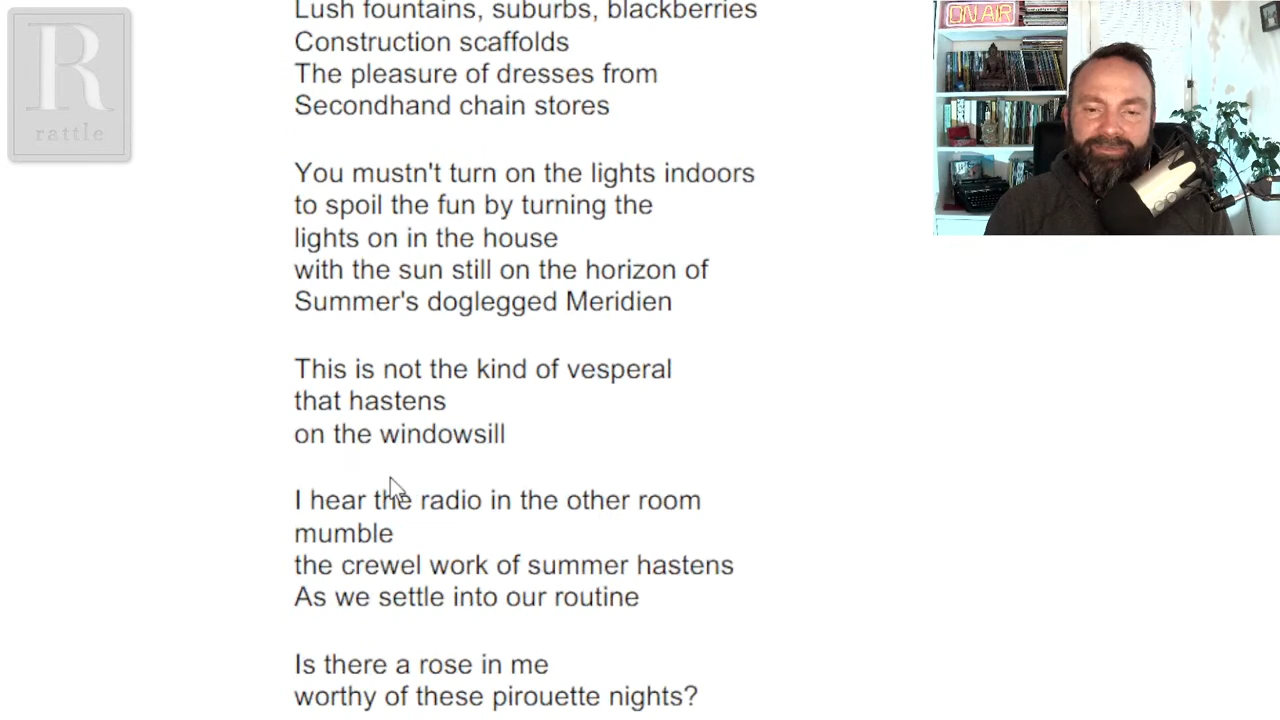 Lush fountains, suburbs, blackberries
Construction scaffolds
The pleasure of dresses from
Secondhand chain stores
You mustn't turn on the lights indoors
to spoil the fun by turning the
lights on in the house
with the sun still on the horizon of
Summer's doglegged Meridien
This is not the kind of vesperal
that hastens
on the windowsill
I hear the radio in the other room
mumble
the crewel work of summer hastens
As we settle into our routine
Is there a rose in me
worthy of these pirouette nights?
R
rattle
ON AIR